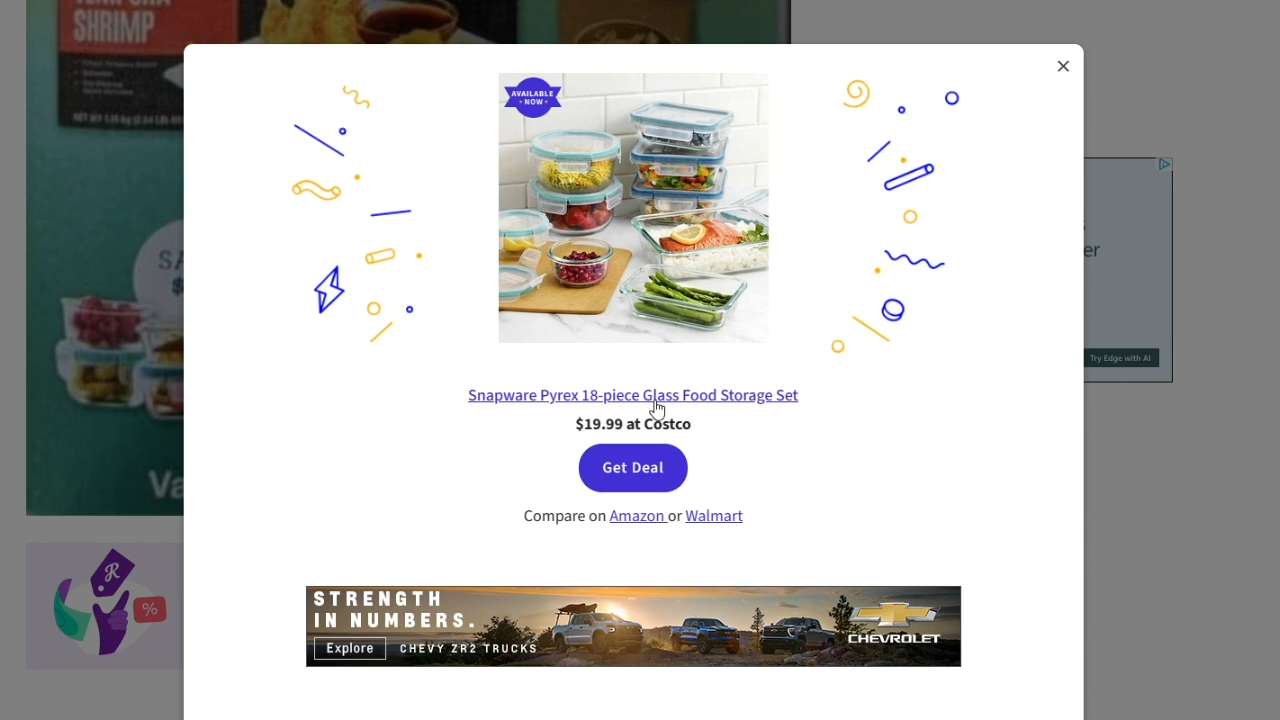 SHRIMP
AVAILABLE
NOW
Snapware Pyrex 18-piece Glass Food Storage Set
$19.99 at Costco
Get Deal
Compare on Amazon or Walmart
Try Edge with AI
R
%
STRENGTH
IN NUMBERS.
Explore
CHEVY ZR2 TRUCKS
CHEVROLET